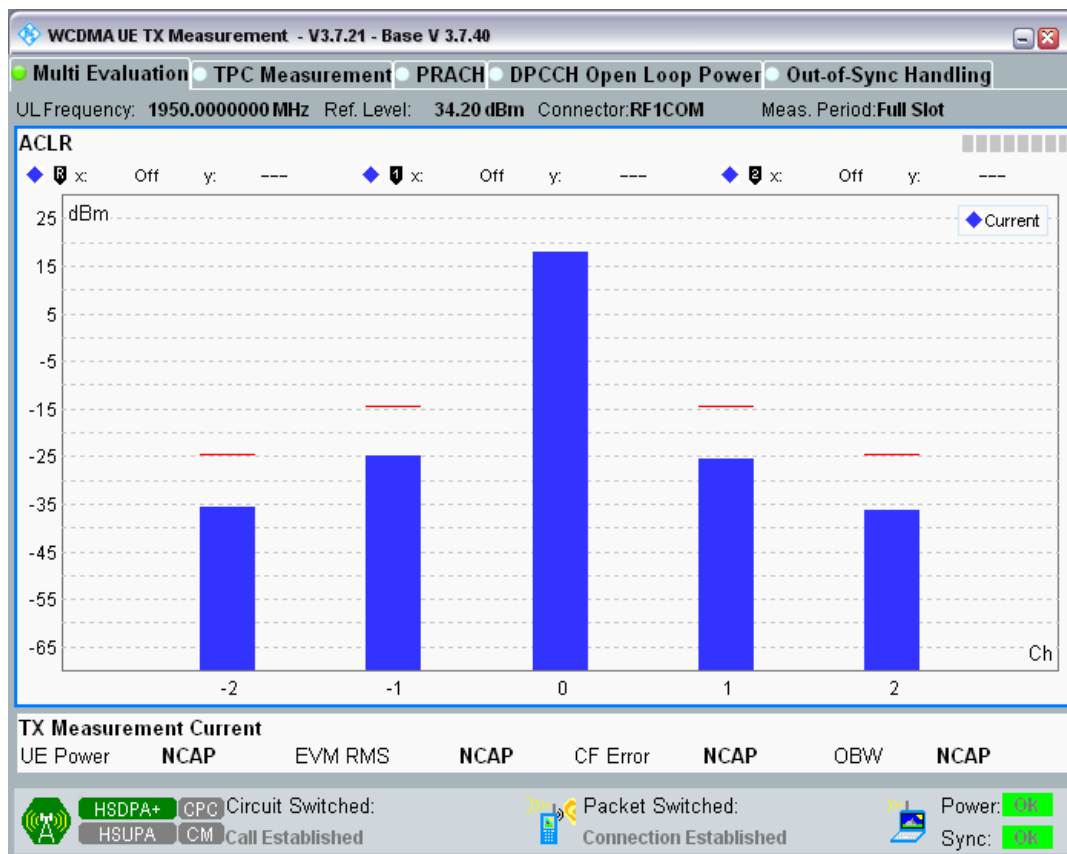 WCDMA UE TX Measurement - V3.7.21 - Base V 3.7.40
Multi Evaluation TPC Measurement PRACH DPCCH Open Loop Power Out-of-Sync Handling
UL Frequency: 1950.0000000 MHz Ref. Level: 34.20 dBm Connector:RF1COM Meas. Period:Full Slot
ACLR
R x: Off y: --- 1 x: Off y: --- 2 x: Off y: ---
dBm
Current
25
15
5
-5
-15
-25
-35
-45
-55
-65
Ch
-2 -1 0 1 2
TX Measurement Current
UE Power NCAP EVM RMS NCAP CF Error NCAP OBW NCAP
HSDPA+ CPC Circuit Switched: Packet Switched: Power: Ok
HSUPA CM Call Established Connection Established Sync: Ok